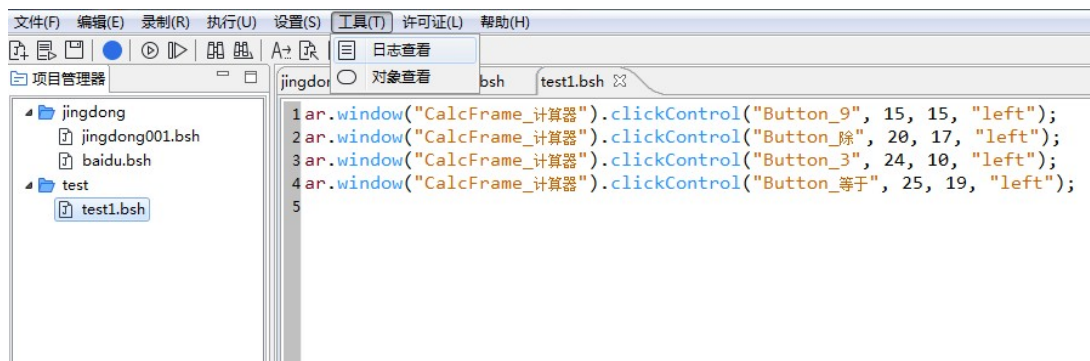 文件(F) 编辑(E) 录制(R) 执行(U) 设置(S) 工具(T) 许可证(L) 帮助(H)
日志查看
对象查看
项目管理器
jingdong
jingdong001.bsh
baidu.bsh
test
test1.bsh
jingdon bsh test1.bsh
1 ar.window("CalcFrame_计算器").clickControl("Button_9", 15, 15, "left");
2 ar.window("CalcFrame_计算器").clickControl("Button_除", 20, 17, "left");
3 ar.window("CalcFrame_计算器").clickControl("Button_3", 24, 10, "left");
4 ar.window("CalcFrame_计算器").clickControl("Button_等于", 25, 19, "left");
5